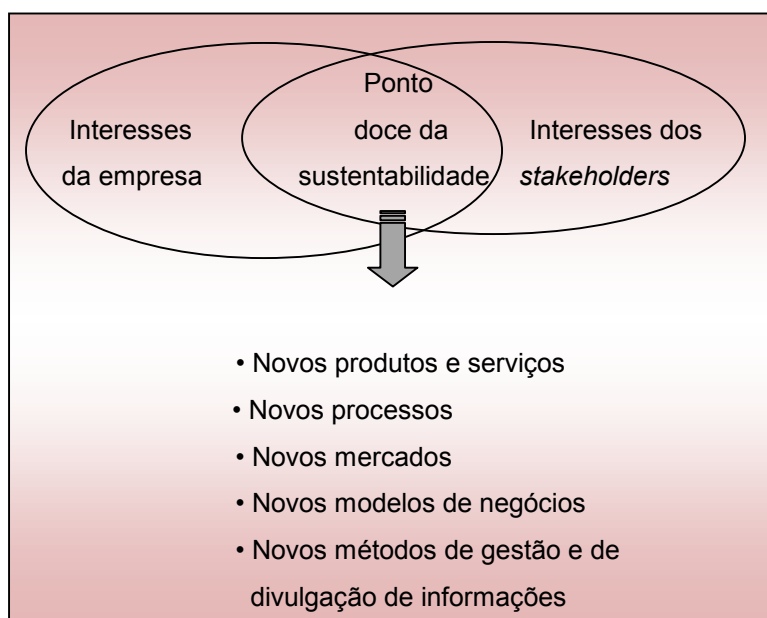 Interesses
da empresa
Ponto
doce da
sustentabilidade
Interesses dos
stakeholders
• Novos produtos e serviços
• Novos processos
• Novos mercados
• Novos modelos de negócios
• Novos métodos de gestão e de
divulgação de informações